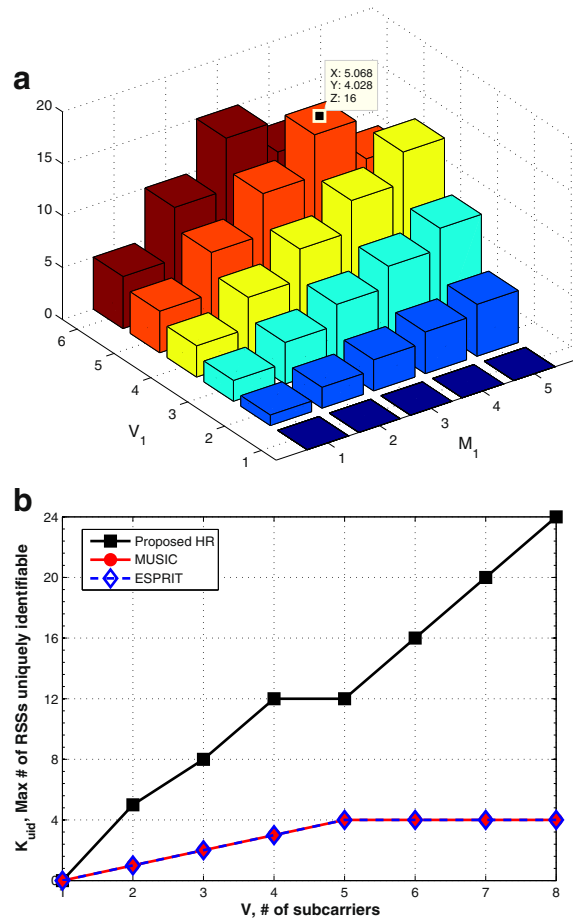 a
X: 5.068
Y: 4.028
Z: 16
20
15
10
5
0
6
5
4
3
2
1
V1
1
2
3
4
5
M1
b
24
20
16
12
8
4
0
Proposed HR
MUSIC
ESPRIT
Kuid, Max # of RSSs uniquely identifiable
2 3 4 5 6 7 8
V, # of subcarriers